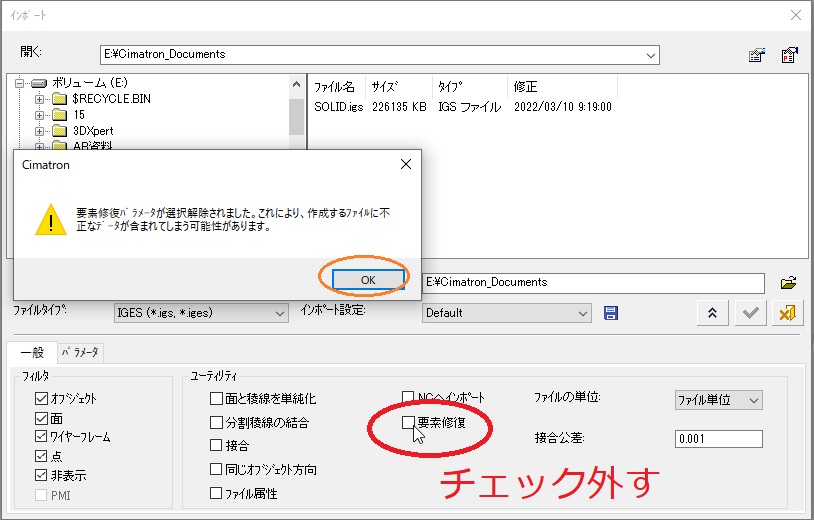 インポート
開く:
E:¥Cimatron_Documents
ボリューム (E:)
$RECYCLE.BIN
15
3DXpert
AR資料
ファイル名 サイズ タイプ 修正
SOLID.igs 226135 KB IGS ファイル 2022/03/10 9:19:00
Cimatron
要素修復パラメータが選択解除されました。これにより、作成するファイルに不
正なデータが含まれてしまう可能性があります。
OK
E:¥Cimatron_Documents
ファイルタイプ: IGES (*.igs, *.iges) インポート設定: Default
一般 パラメータ
フィルタ
オブジェクト
面
ワイヤーフレーム
点
非表示
PMI
ユーティリティ
面と稜線を単純化
分割稜線の結合
接合
同じオブジェクト方向
ファイル属性
NCへインポート
要素修復
ファイルの単位: ファイル単位
接合公差: 0.001
チェック外す